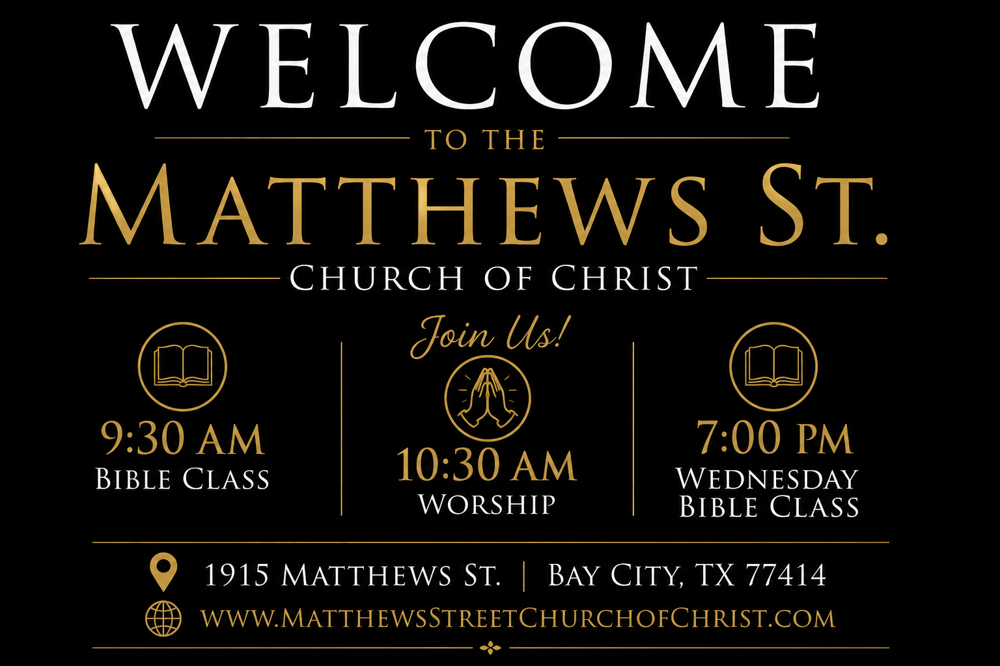 WELCOME
TO THE
MATTHEWS ST.
CHURCH OF CHRIST
Join Us!
9:30 AM
BIBLE CLASS
10:30 AM
WORSHIP
7:00 PM
WEDNESDAY
BIBLE CLASS
1915 MATTHEWS ST. | BAY CITY, TX 77414
WWW.MATTHEWSSTREETCHURCHOFCHRIST.COM